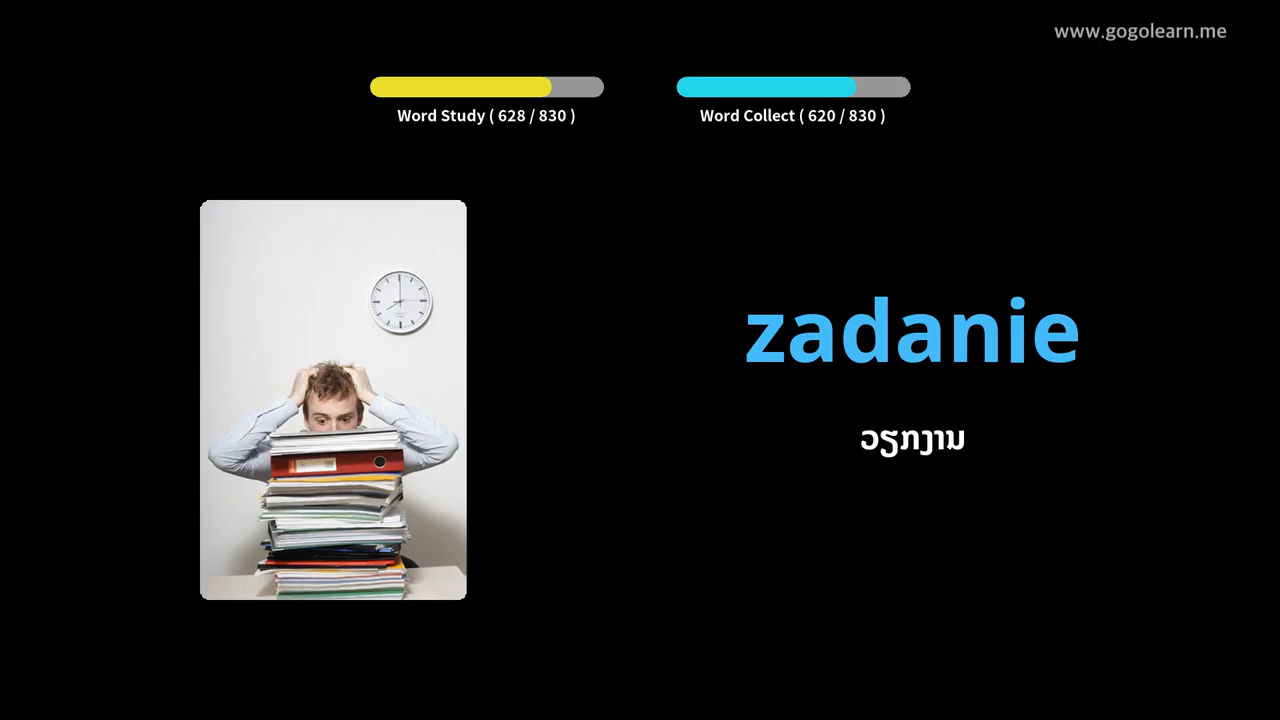 www.gogolearn.me
Word Study ( 628 / 830 )
Word Collect ( 620 / 830 )
zadanie
ວຽກງານ